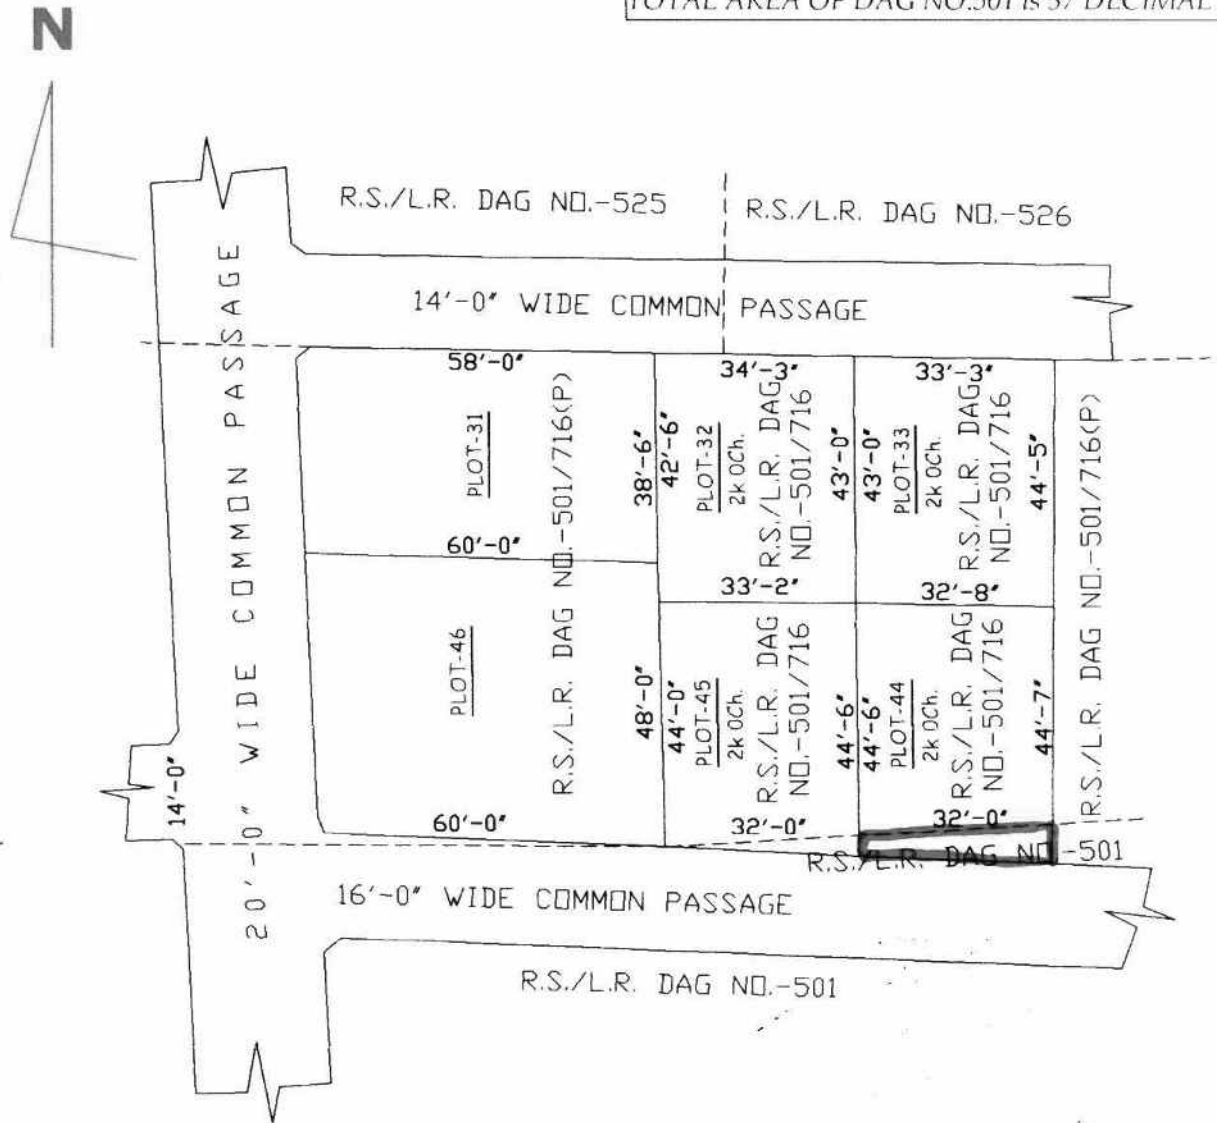 TOTAL AREA OF DAG NO.501 is 37 DECIMAL
N
R.S./L.R. DAG NO.-525
R.S./L.R. DAG NO.-526
14'-0" WIDE COMMON PASSAGE
20'-0" WIDE COMMON PASSAGE
58'-0"
34'-3"
33'-3"
PLOT-31
R.S./L.R. DAG NO.-501/716(P)
38'-6"
42'-6"
PLOT-32
2k 0Ch.
R.S./L.R. DAG
NO.-501/716
43'-0"
43'-0"
PLOT-33
2k 0Ch.
R.S./L.R. DAG
NO.-501/716
44'-5"
R.S./L.R. DAG NO.-501/716(P)
60'-0"
33'-2"
32'-8"
PLOT-46
48'-0"
44'-0"
PLOT-45
2k 0Ch.
R.S./L.R. DAG
NO.-501/716
44'-6"
44'-6"
PLOT-44
2k 0Ch.
R.S./L.R. DAG
NO.-501/716
44'-7"
14'-0"
60'-0"
32'-0"
32'-0"
R.S./L.R. DAG NO.-501
16'-0" WIDE COMMON PASSAGE
R.S./L.R. DAG NO.-501